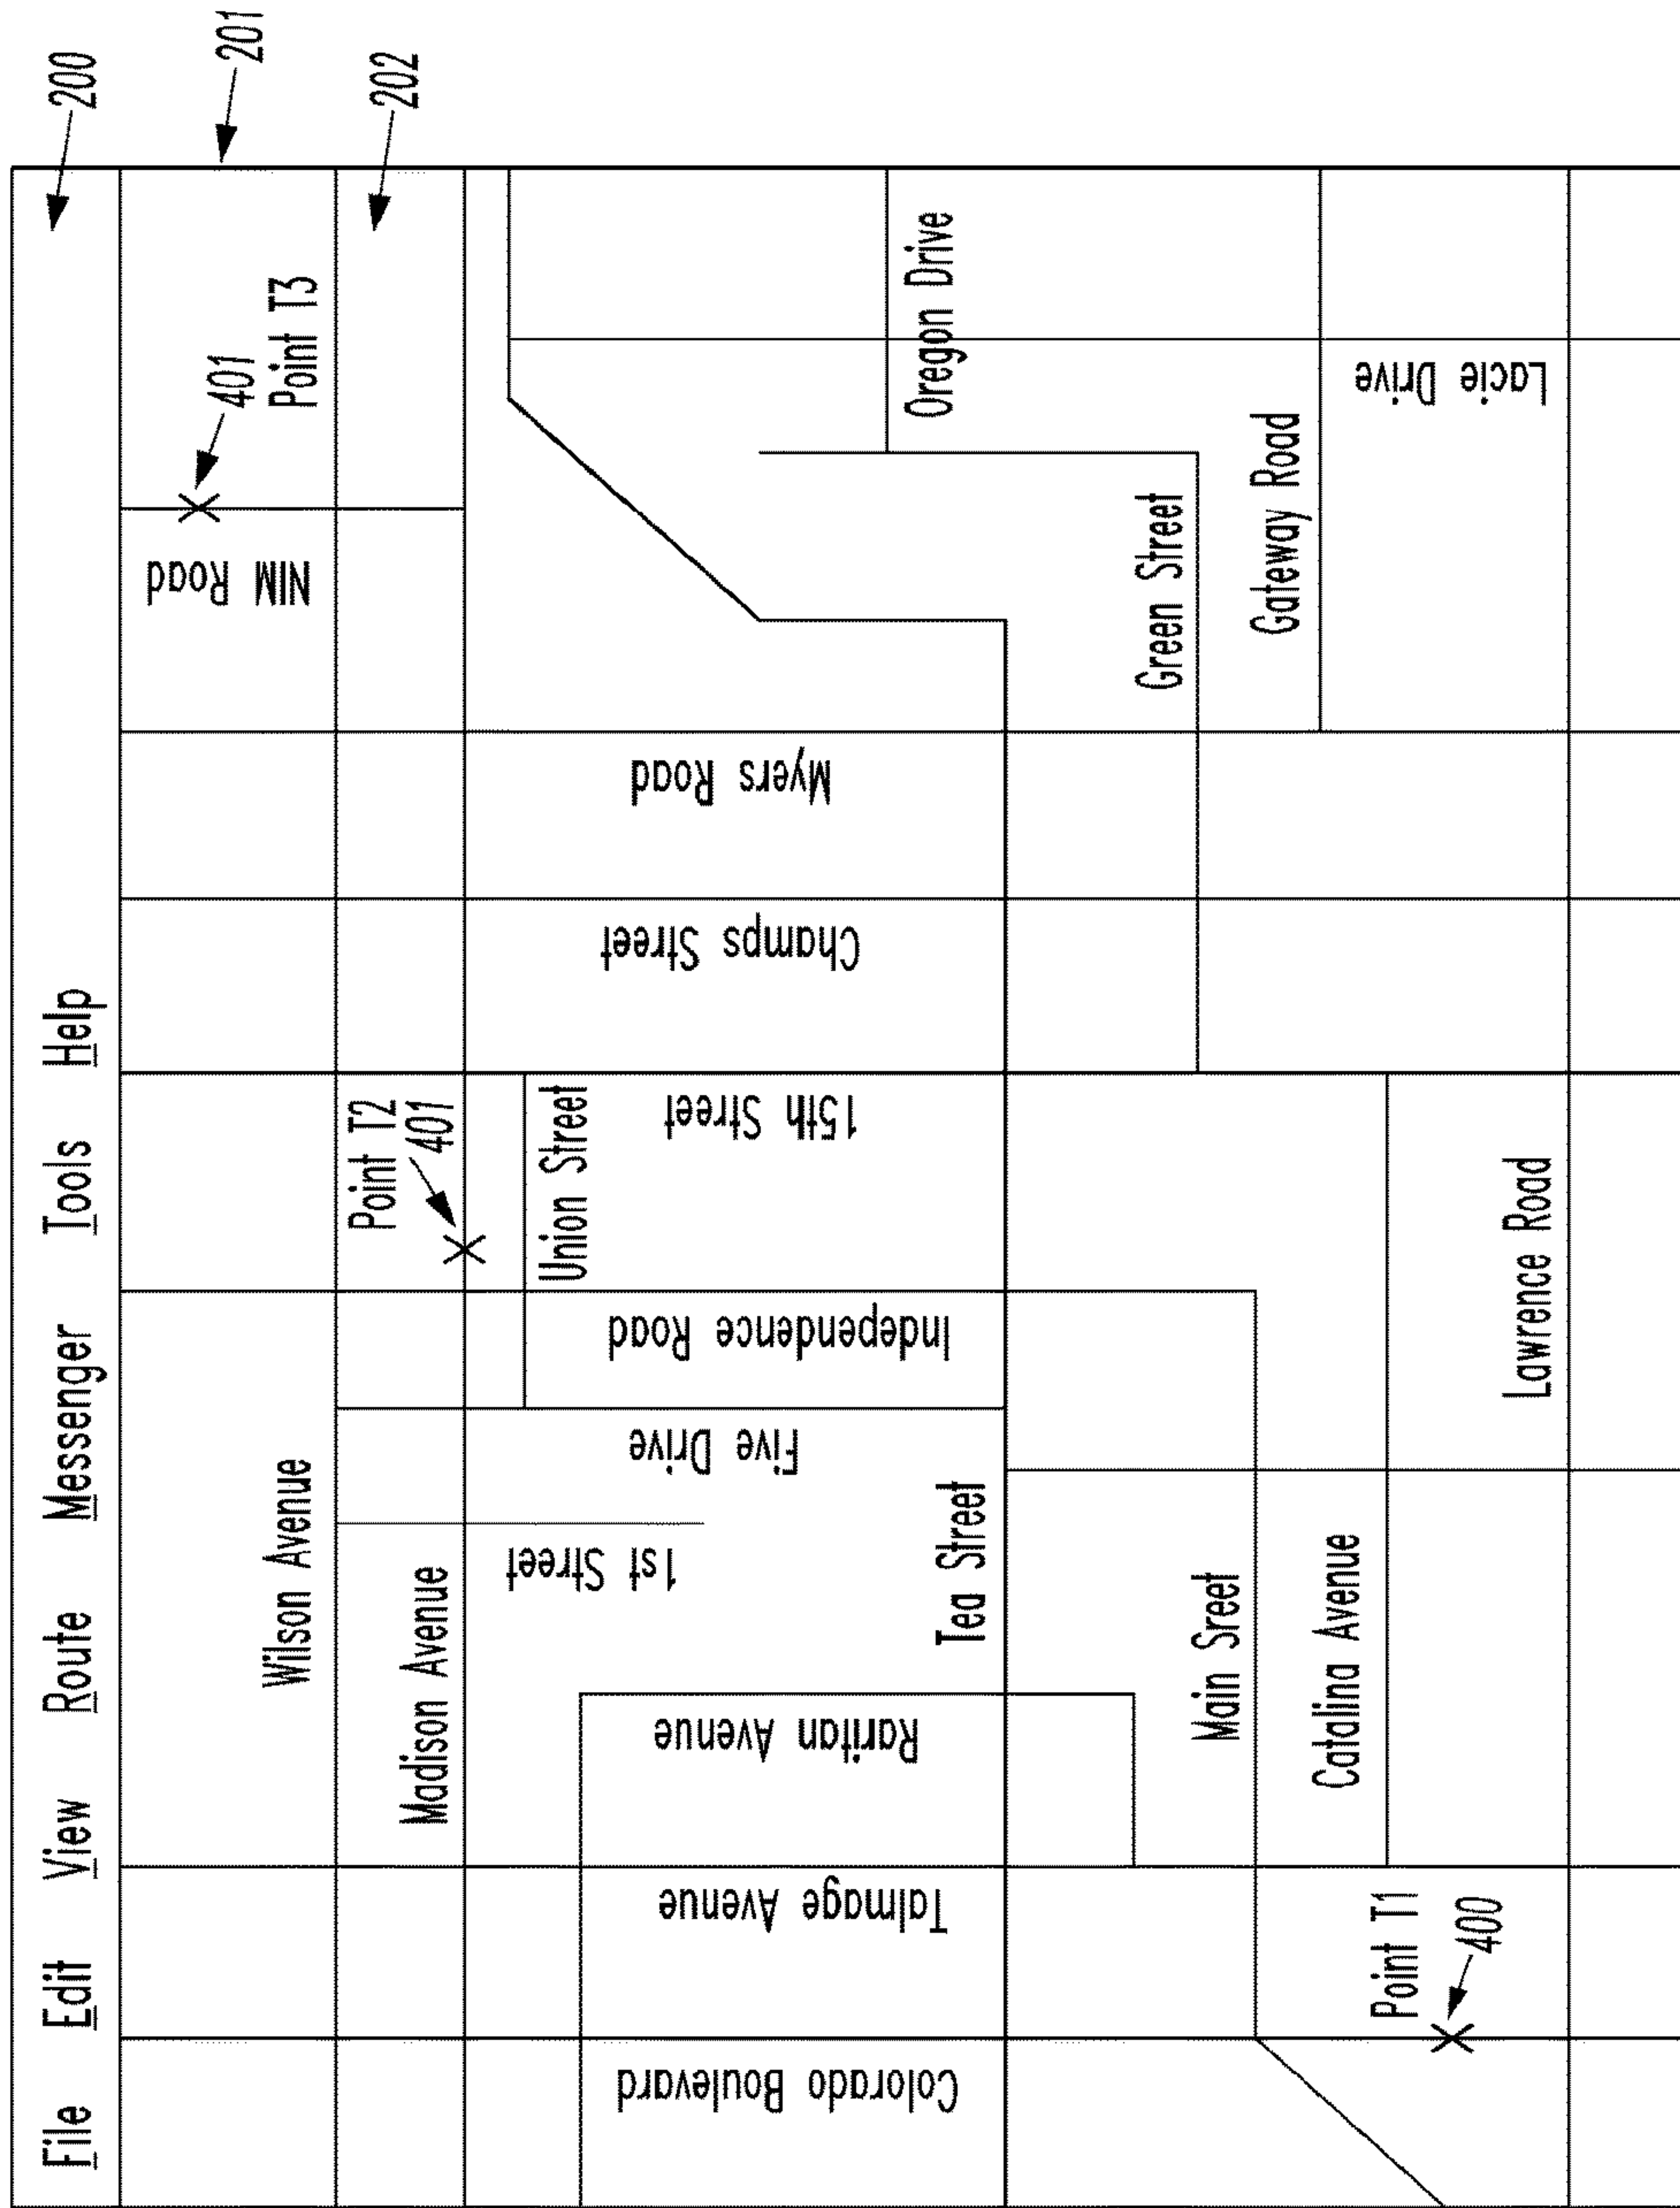 File Edit View Route Messenger Tools Help
200
201
202
Wilson Avenue
NIM Road
401
Point T3
Point T2
401
Madison Avenue
Union Street
Colorado Boulevard
Talmage Avenue
Raritan Avenue
1st Street
Five Drive
Independence Road
15th Street
Champs Street
Myers Road
Oregon Drive
Tea Street
Green Street
Main Sreet
Gateway Road
Catalina Avenue
Lacie Drive
Point T1
400
Lawrence Road